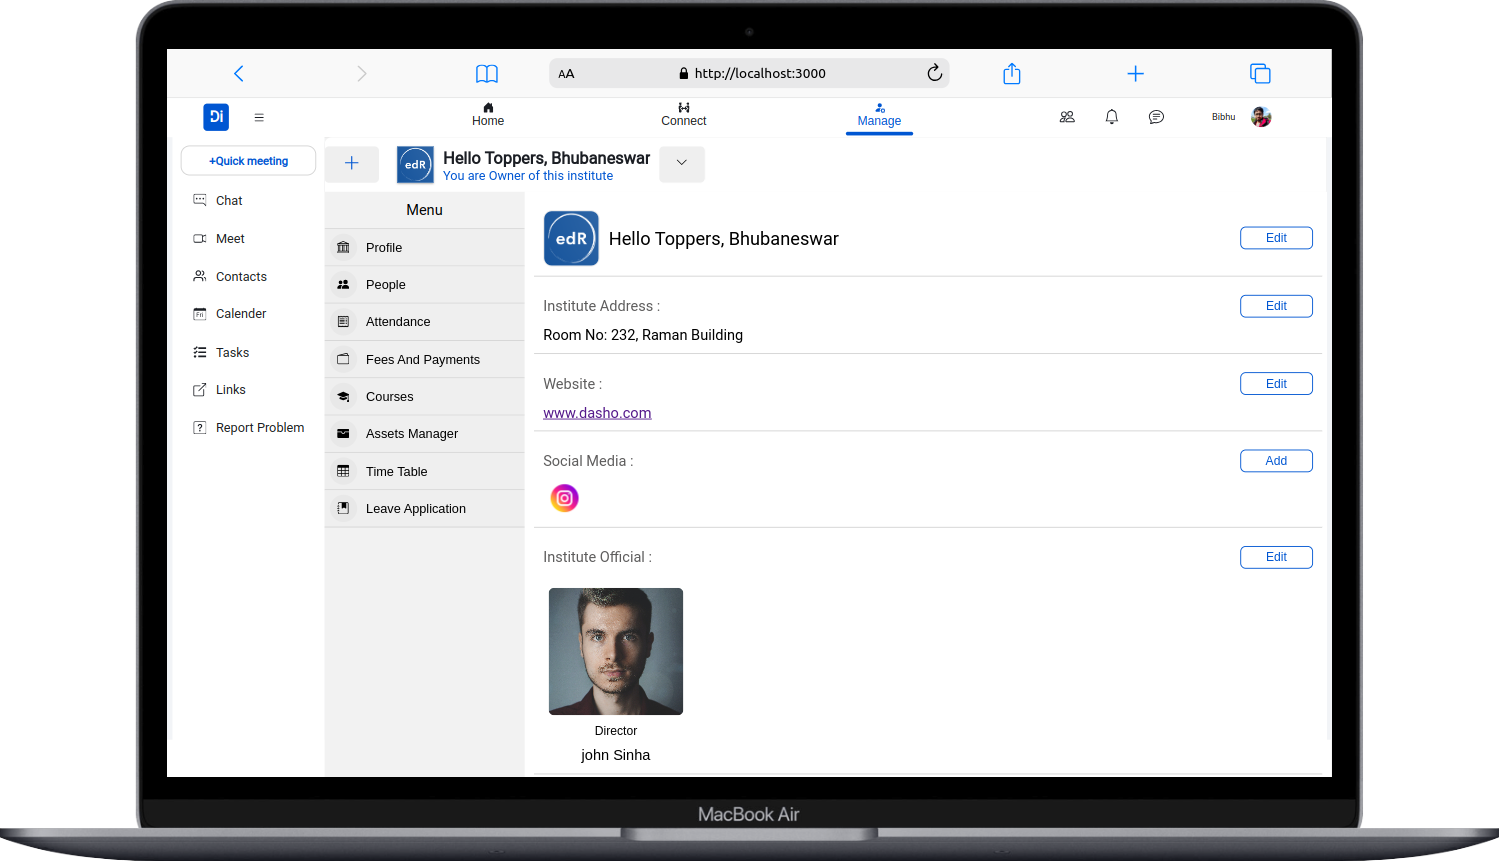 AA
http://localhost:3000
Di
Home
Connect
Manage
Bibhu
+Quick meeting
Chat
Meet
Contacts
Calender
Tasks
Links
Report Problem
edR
Hello Toppers, Bhubaneswar
You are Owner of this institute
Menu
Profile
People
Attendance
Fees And Payments
Courses
Assets Manager
Time Table
Leave Application
edR
Hello Toppers, Bhubaneswar
Edit
Institute Address :
Edit
Room No: 232, Raman Building
Website :
Edit
www.dasho.com
Social Media :
Add
Institute Official :
Edit
Director
john Sinha
MacBook Air